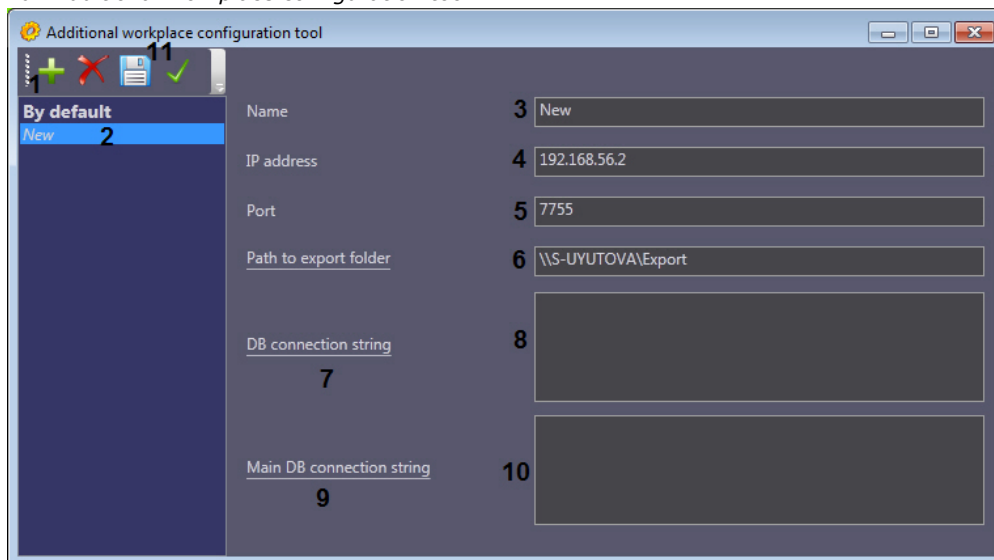 Additional workplace configuration tool
1
11
By default
New
2
Name
3
New
IP address
4
192.168.56.2
Port
5
7755
Path to export folder
6
\\S-UYUTOVA\Export
DB connection string
7
8
Main DB connection string
9
10